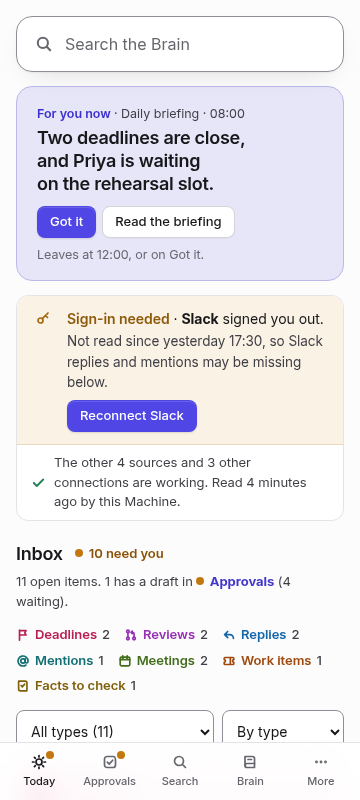 Search the Brain
For you now · Daily briefing · 08:00
Two deadlines are close,
and Priya is waiting
on the rehearsal slot.
Got it
Read the briefing
Leaves at 12:00, or on Got it.
Sign-in needed · Slack signed you out.
Not read since yesterday 17:30, so Slack
replies and mentions may be missing
below.
Reconnect Slack
The other 4 sources and 3 other
connections are working. Read 4 minutes
ago by this Machine.
Inbox 10 need you
11 open items. 1 has a draft in Approvals (4
waiting).
Deadlines 2 Reviews 2 Replies 2
Mentions 1 Meetings 2 Work items 1
Facts to check 1
All types (11) By type
Today Approvals Search Brain More